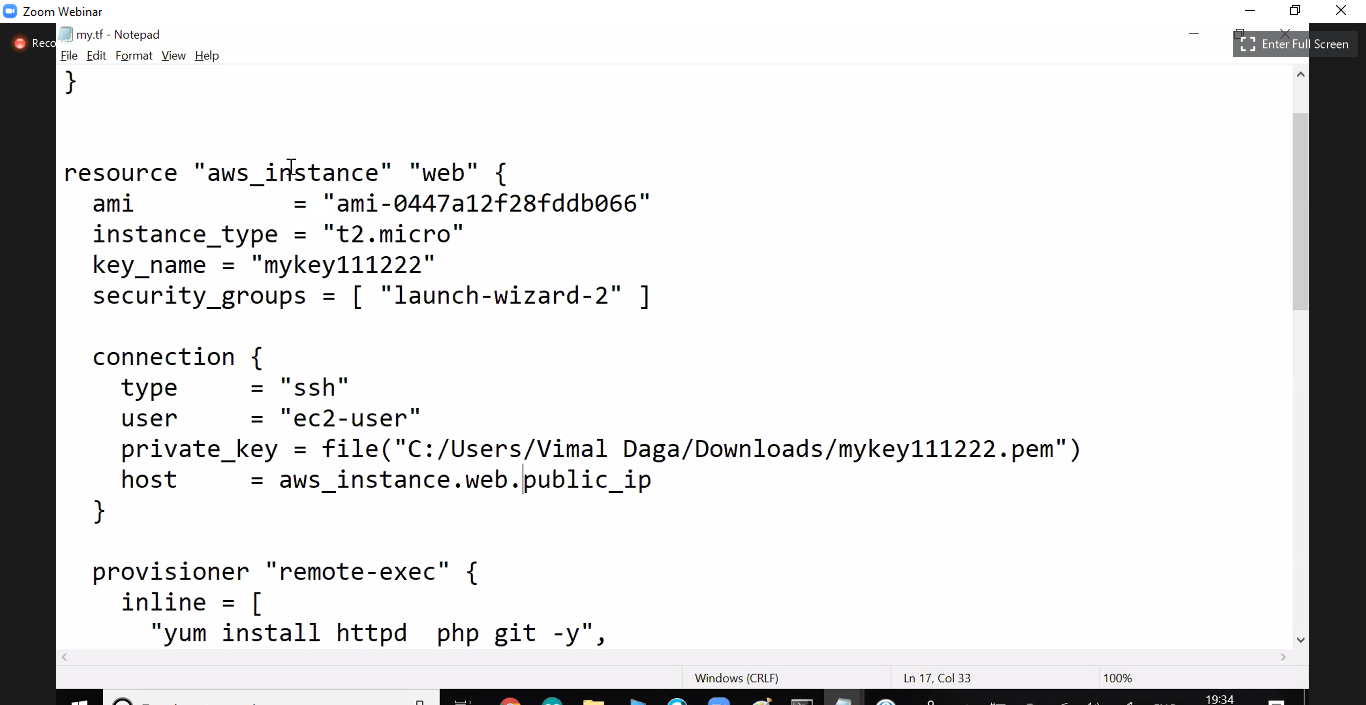 Zoom Webinar
Reco
my.tf - Notepad
Enter Full Screen
File Edit Format View Help
}
resource "aws_instance" "web" {
ami = "ami-0447a12f28fddb066"
instance_type = "t2.micro"
key_name = "mykey111222"
security_groups = [ "launch-wizard-2" ]
connection {
type = "ssh"
user = "ec2-user"
private_key = file("C:/Users/Vimal Daga/Downloads/mykey111222.pem")
host = aws_instance.web.public_ip
}
provisioner "remote-exec" {
inline = [
"yum install httpd  php git -y",
Windows (CRLF) Ln 17, Col 33 100%
19:34